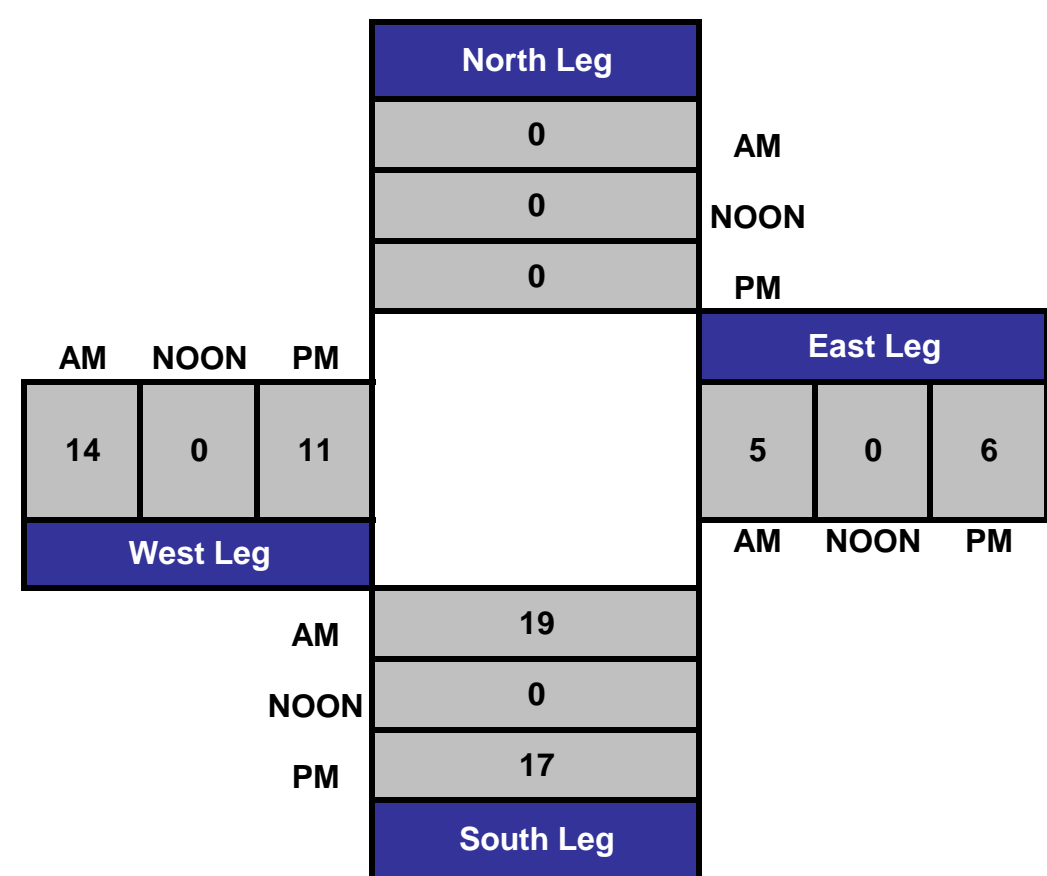 North Leg
0 AM
0 NOON
0 PM
East Leg
AM NOON PM
14 0 11
5 0 6
West Leg
AM NOON PM
AM 19
NOON 0
PM 17
South Leg